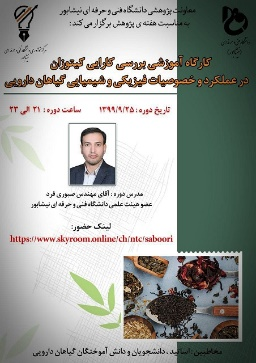 معاونت پژوهشی دانشگاه فنی و حرفه ای نیشابور
به مناسبت هفته ی پژوهش برگزار می کند :
کارگاه آموزشی بررسی کارایی کیتوزان
در عملکرد و خصوصیات فیزیکی و شیمیایی گیاهان دارویی
تاریخ دوره : ۱۳۹۹/۹/۲۵ ساعت دوره : ۲۱ الی ۲۳
مدرس دوره : آقای مهندس صبوری فرد
عضو هیئت علمی دانشگاه فنی و حرفه ای نیشابور
لینک حضور:
https://www.skyroom.online/ch/ntc/saboori
مخاطبین : اساتید ، دانشجویان و دانش آموختگان گیاهان دارویی